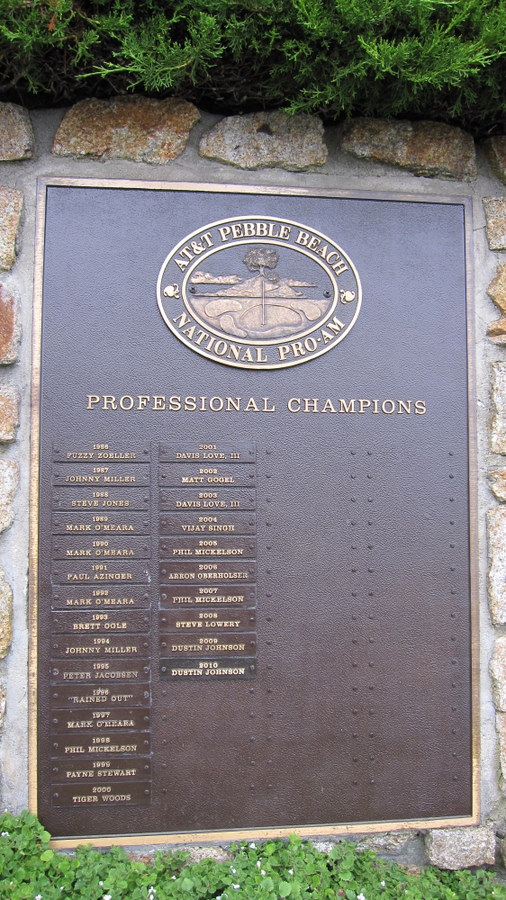 AT&T PEBBLE BEACH
NATIONAL PRO-AM
PROFESSIONAL CHAMPIONS
1986
FUZZY ZOELLER
1987
JOHNNY MILLER
1988
STEVE JONES
1989
MARK O'MEARA
1990
MARK O'MEARA
1991
PAUL AZINGER
1992
MARK O'MEARA
1993
BRETT OGLE
1994
JOHNNY MILLER
1995
PETER JACOBSEN
1996
"RAINED OUT"
1997
MARK O'MEARA
1998
PHIL MICKELSON
1999
PAYNE STEWART
2000
TIGER WOODS
2001
DAVIS LOVE, III
2002
MATT GOGEL
2003
DAVIS LOVE, III
2004
VIJAY SINGH
2005
PHIL MICKELSON
2006
ARRON OBERHOLSER
2007
PHIL MICKELSON
2008
STEVE LOWERY
2009
DUSTIN JOHNSON
2010
DUSTIN JOHNSON